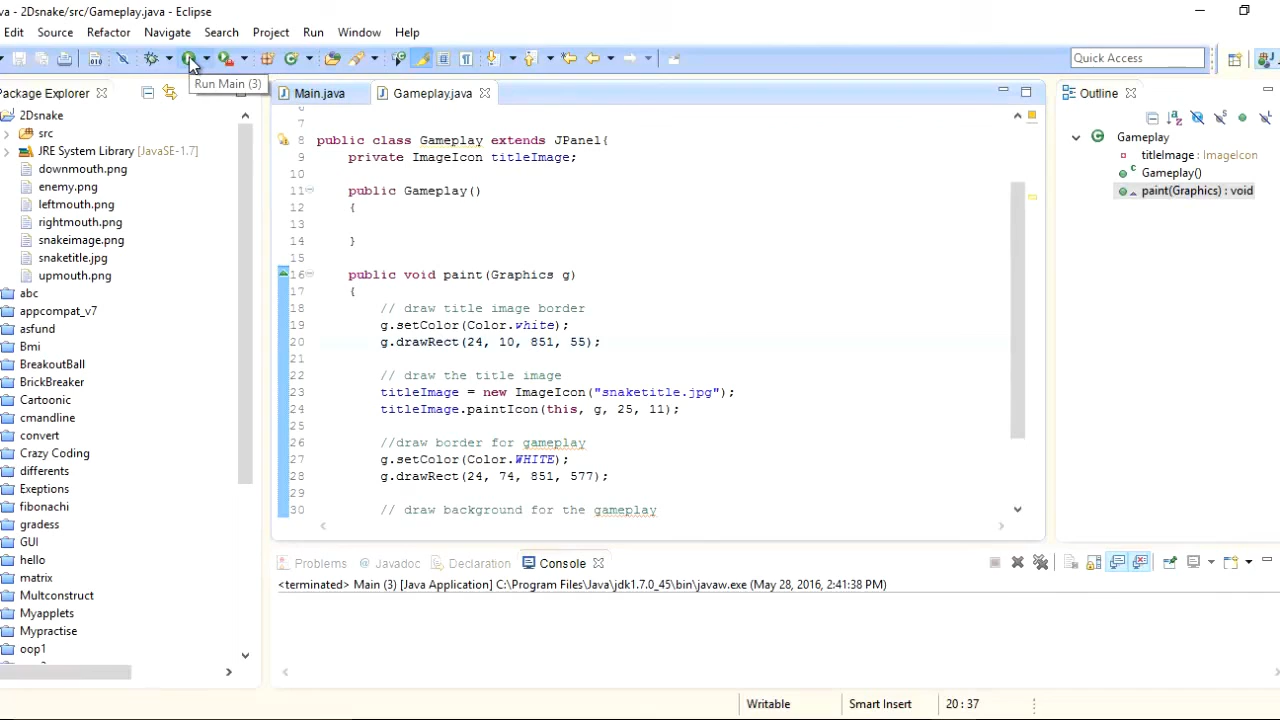 va - 2Dsnake/src/Gameplay.java - Eclipse
Edit Source Refactor Navigate Search Project Run Window Help
Quick Access
Run Main (3)
Package Explorer
2Dsnake
src
JRE System Library [JavaSE-1.7]
downmouth.png
enemy.png
leftmouth.png
rightmouth.png
snakeimage.png
snaketitle.jpg
upmouth.png
abc
appcompat_v7
asfund
Bmi
BreakoutBall
BrickBreaker
Cartoonic
cmandline
convert
Crazy Coding
differents
Exeptions
fibonachi
gradess
GUI
hello
matrix
Multconstruct
Myapplets
Mypractise
oop1
Main.java Gameplay.java
6
7
8 public class Gameplay extends JPanel{
9 private ImageIcon titleImage;
10
11 public Gameplay()
12 {
13
14 }
15
16 public void paint(Graphics g)
17 {
18 // draw title image border
19 g.setColor(Color.white);
20 g.drawRect(24, 10, 851, 55);
21
22 // draw the title image
23 titleImage = new ImageIcon("snaketitle.jpg");
24 titleImage.paintIcon(this, g, 25, 11);
25
26 //draw border for gameplay
27 g.setColor(Color.WHITE);
28 g.drawRect(24, 74, 851, 577);
29
30 // draw background for the gameplay
Outline
Gameplay
titleImage : ImageIcon
Gameplay()
paint(Graphics) : void
Problems Javadoc Declaration Console
<terminated> Main (3) [Java Application] C:\Program Files\Java\jdk1.7.0_45\bin\javaw.exe (May 28, 2016, 2:41:38 PM)
Writable Smart Insert 20 : 37